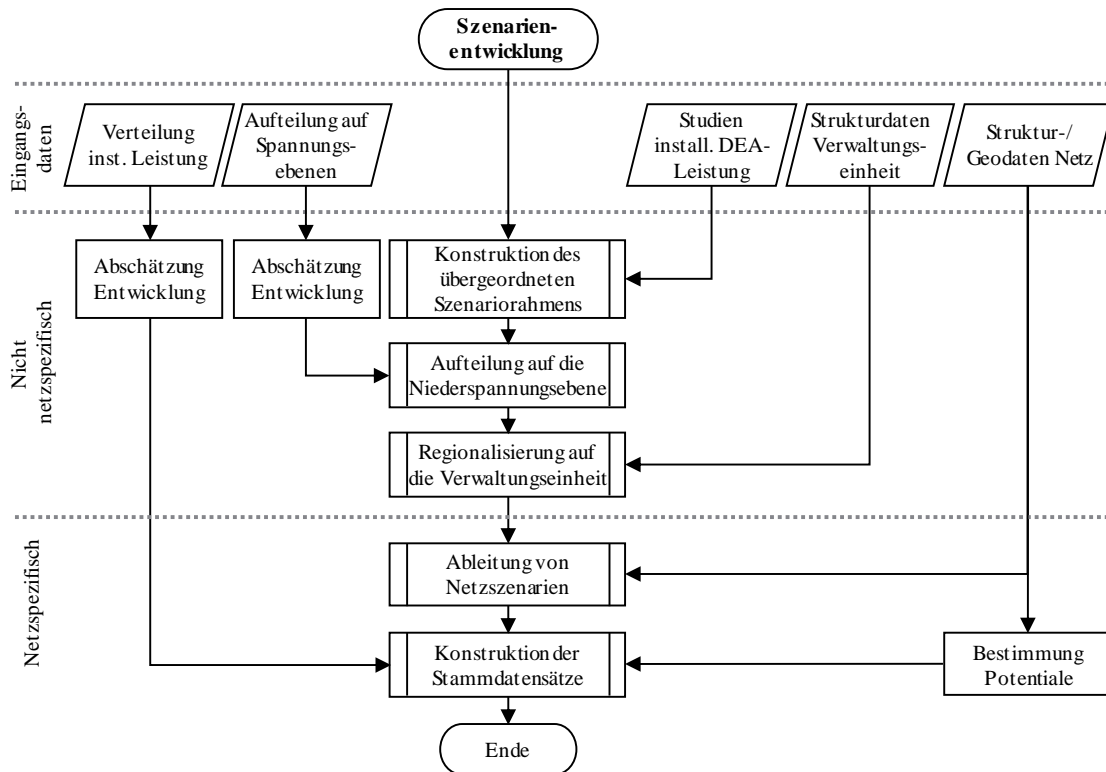 Szenarien-
entwicklung
Eingangs-
daten
Verteilung
inst. Leistung
Aufteilung auf
Spannungs-
ebenen
Studien
install. DEA-
Leistung
Strukturdaten
Verwaltungs-
einheit
Struktur-/
Geodaten Netz
Nicht
netzspezifisch
Abschätzung
Entwicklung
Abschätzung
Entwicklung
Konstruktion des
übergeordneten
Szenariorahmens
Aufteilung auf die
Niederspannungsebene
Regionalisierung auf
die Verwaltungseinheit
Netzspezifisch
Ableitung von
Netzszenarien
Konstruktion der
Stammdatensätze
Bestimmung
Potentiale
Ende